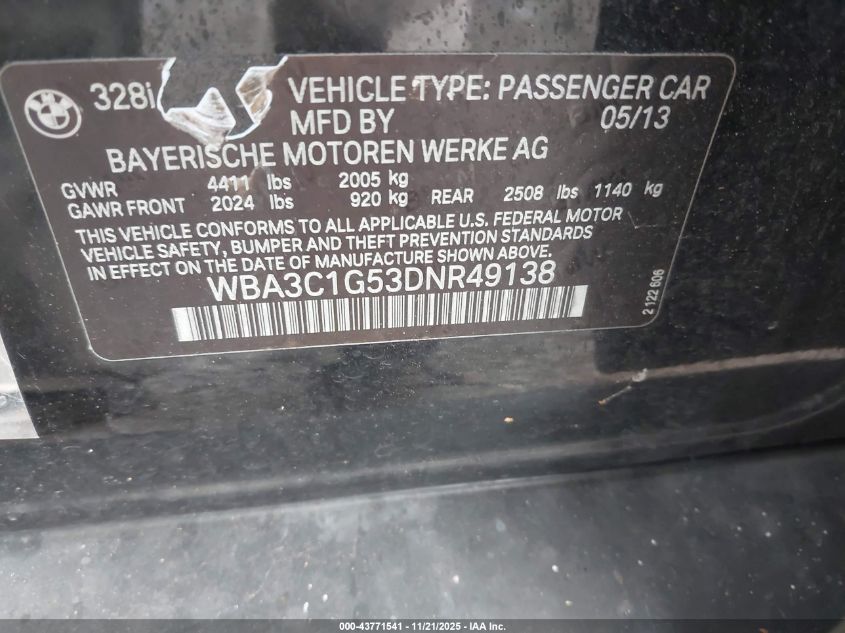 BMW
328i
VEHICLE TYPE: PASSENGER CAR
MFD BY 05/13
BAYERISCHE MOTOREN WERKE AG
GVWR 4411 lbs 2005 kg
GAWR FRONT 2024 lbs 920 kg REAR 2508 lbs 1140 kg
THIS VEHICLE CONFORMS TO ALL APPLICABLE U.S. FEDERAL MOTOR
VEHICLE SAFETY, BUMPER AND THEFT PREVENTION STANDARDS
IN EFFECT ON THE DATE OF MANUFACTURE SHOWN ABOVE.
WBA3C1G53DNR49138
2 122 606
000-43771541 - 11/21/2025 - IAA Inc.